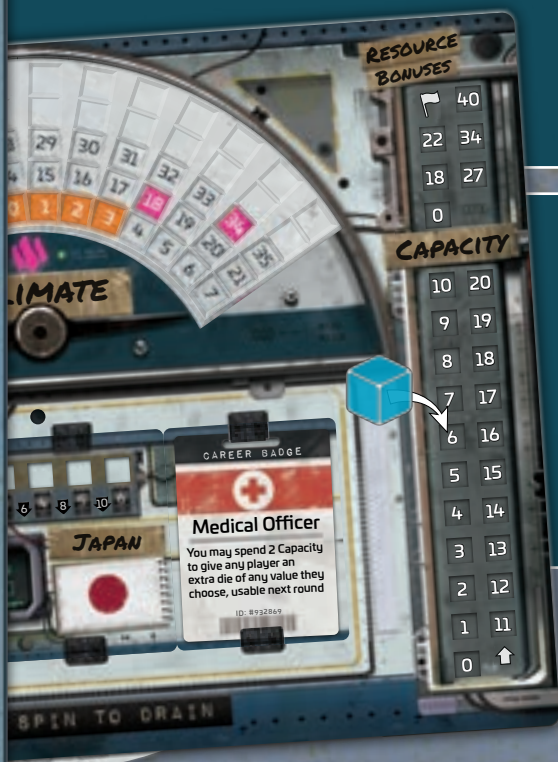 RESOURCE
BONUSES
40
22 34
18 27
0
CAPACITY
10 20
9 19
8 18
7 17
6 16
5 15
4 14
3 13
2 12
1 11
0
29 30 31 32 33 34 35
15 16 17 18 19 20 21
0 1 2 3 4 5 6 7
LIMATE
6 8 10
JAPAN
CAREER BADGE
Medical Officer
You may spend 2 Capacity
to give any player an
extra die of any value they
choose, usable next round
ID: #932869
SPIN TO DRAIN